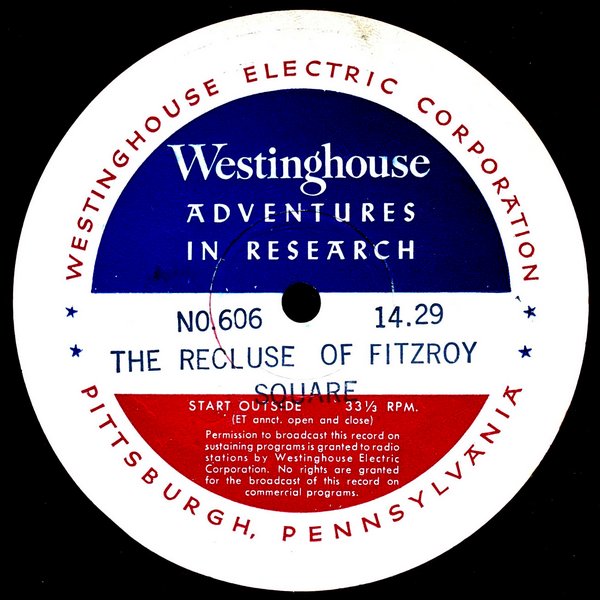 WESTINGHOUSE ELECTRIC CORPORATION
Westinghouse
ADVENTURES
IN RESEARCH
NO.606 14.29
THE RECLUSE OF FITZROY
SQUARE
START OUTSIDE 33⅓ RPM.
(ET annct. open and close)
Permission to broadcast this record on
sustaining programs is granted to radio
stations by Westinghouse Electric
Corporation. No rights are granted
for the broadcast of this record on
commercial programs.
PITTSBURGH, PENNSYLVANIA